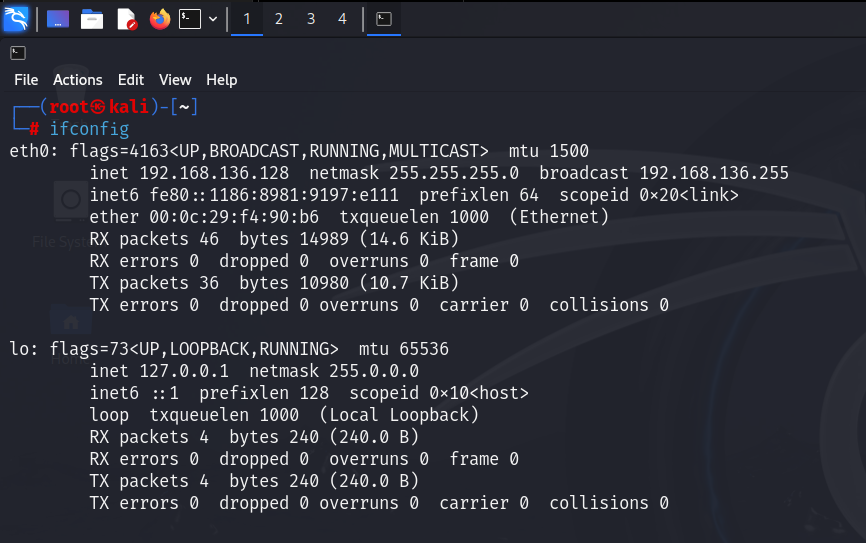 1 2 3 4
File Actions Edit View Help
┌──(root㉿kali)-[~]
└─# ifconfig
eth0: flags=4163<UP,BROADCAST,RUNNING,MULTICAST>  mtu 1500
        inet 192.168.136.128  netmask 255.255.255.0  broadcast 192.168.136.255
        inet6 fe80::1186:8981:9197:e111  prefixlen 64  scopeid 0x20<link>
        ether 00:0c:29:f4:90:b6  txqueuelen 1000  (Ethernet)
        RX packets 46  bytes 14989 (14.6 KiB)
        RX errors 0  dropped 0  overruns 0  frame 0
        TX packets 36  bytes 10980 (10.7 KiB)
        TX errors 0  dropped 0 overruns 0  carrier 0  collisions 0

lo: flags=73<UP,LOOPBACK,RUNNING>  mtu 65536
        inet 127.0.0.1  netmask 255.0.0.0
        inet6 ::1  prefixlen 128  scopeid 0x10<host>
        loop  txqueuelen 1000  (Local Loopback)
        RX packets 4  bytes 240 (240.0 B)
        RX errors 0  dropped 0  overruns 0  frame 0
        TX packets 4  bytes 240 (240.0 B)
        TX errors 0  dropped 0 overruns 0  carrier 0  collisions 0